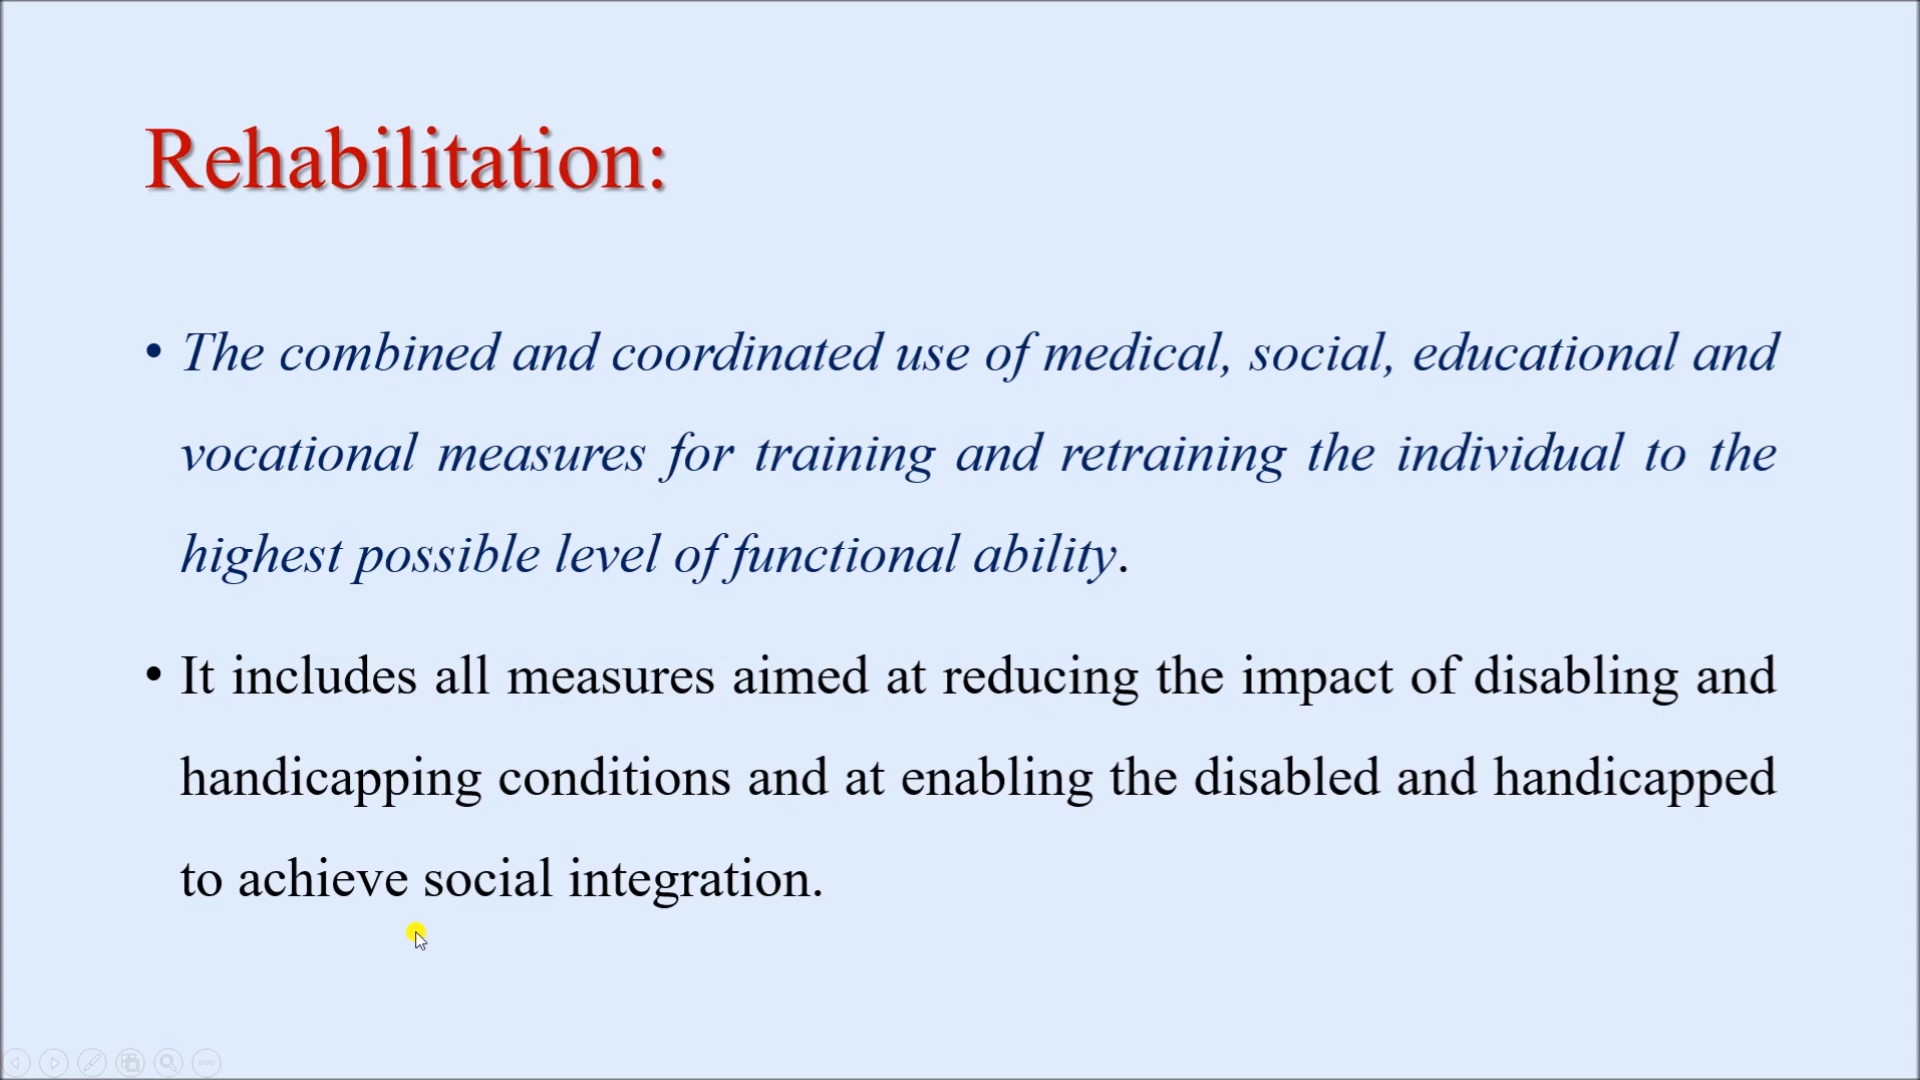 Rehabilitation:
• The combined and coordinated use of medical, social, educational and
vocational measures for training and retraining the individual to the
highest possible level of functional ability.
• It includes all measures aimed at reducing the impact of disabling and
handicapping conditions and at enabling the disabled and handicapped
to achieve social integration.